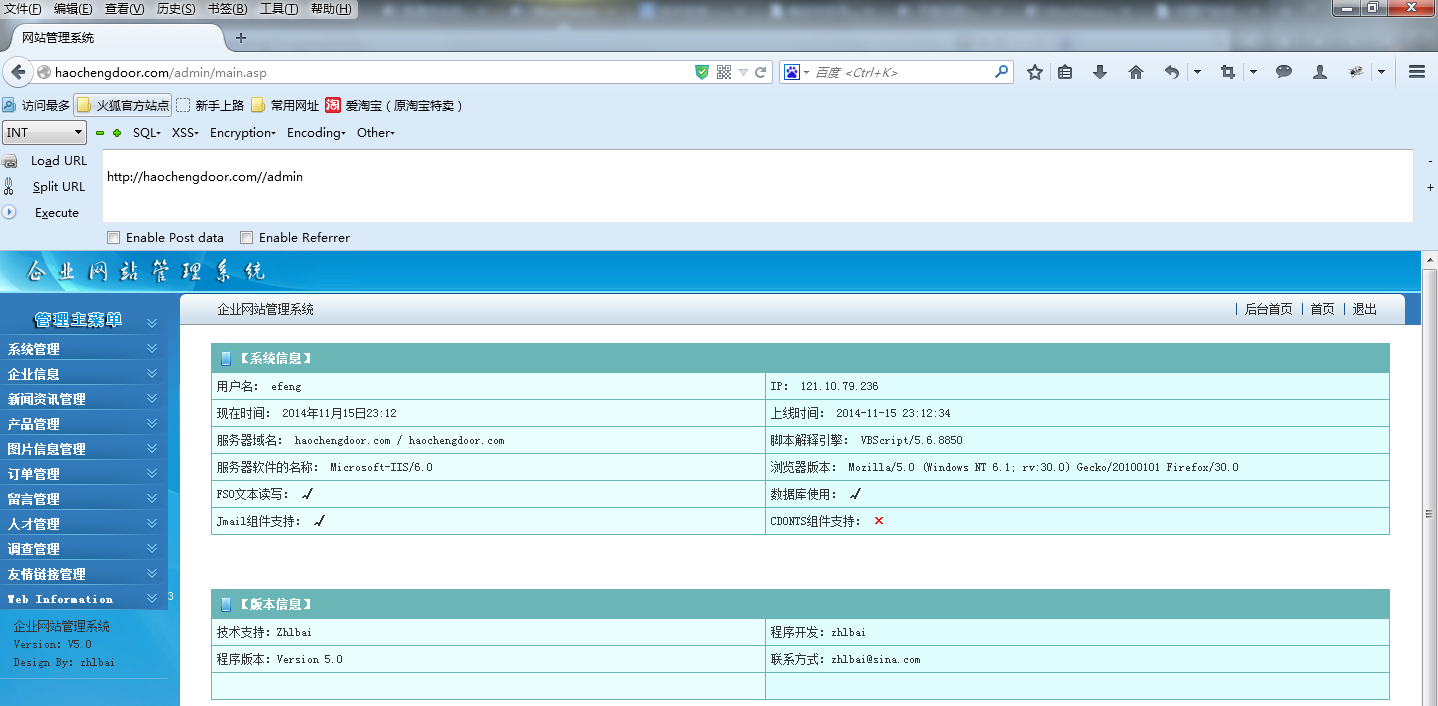 文件(F) 编辑(E) 查看(V) 历史(S) 书签(B) 工具(T) 帮助(H)
网站管理系统
haochengdoor.com/admin/main.asp 百度 <Ctrl+K>
访问最多 火狐官方站点 新手上路 常用网址 淘 爱淘宝（原淘宝特卖）
INT SQL XSS Encryption Encoding Other
Load URL
http://haochengdoor.com//admin
Split URL
Execute
Enable Post data Enable Referrer
企业网站管理系统
企业网站管理系统 后台首页 首页 退出
管理主菜单
系统管理
企业信息
新闻资讯管理
产品管理
图片信息管理
订单管理
留言管理
人才管理
调查管理
友情链接管理
Web Information
3
企业网站管理系统
Version: V5.0
Design By: zhlbai
【系统信息】
用户名： efeng IP： 121.10.79.236
现在时间： 2014年11月15日23:12 上线时间： 2014-11-15 23:12:34
服务器域名： haochengdoor.com / haochengdoor.com 脚本解释引擎： VBScript/5.6.8850
服务器软件的名称： Microsoft-IIS/6.0 浏览器版本： Mozilla/5.0 (Windows NT 6.1; rv:30.0) Gecko/20100101 Firefox/30.0
FSO文本读写： ✓ 数据库使用： ✓
Jmail组件支持： ✓ CDONTS组件支持： ×
【版本信息】
技术支持：Zhlbai 程序开发：zhlbai
程序版本：Version 5.0 联系方式：zhlbai@sina.com